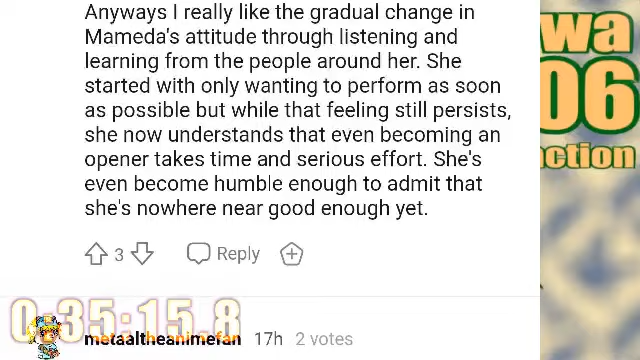 Anyways I really like the gradual change in
Mameda's attitude through listening and
learning from the people around her. She
started with only wanting to perform as soon
as possible but while that feeling still persists,
she now understands that even becoming an
opener takes time and serious effort. She's
even become humble enough to admit that
she's nowhere near good enough yet.
3 Reply
0:35:15.8
metaaltheanimefan 17h 2 votes
wa
06
ction